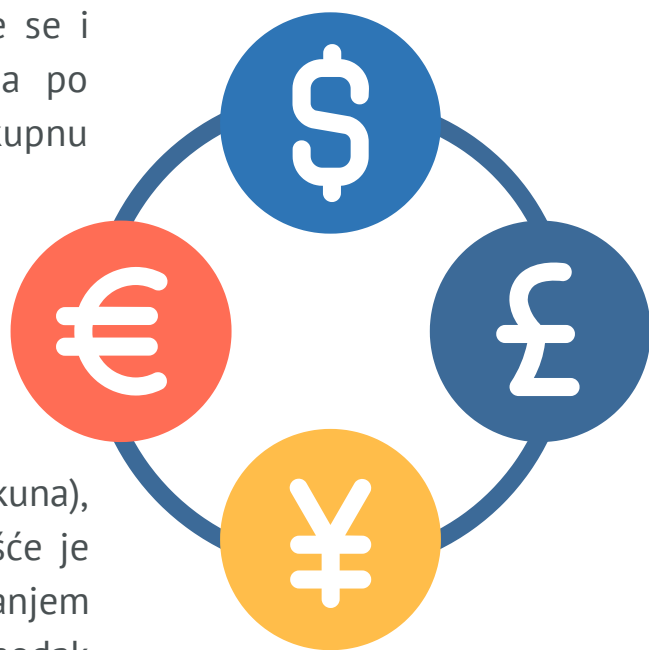 e se i
a po
kupnu
$
£
€
¥
kuna),
šće je
anjem